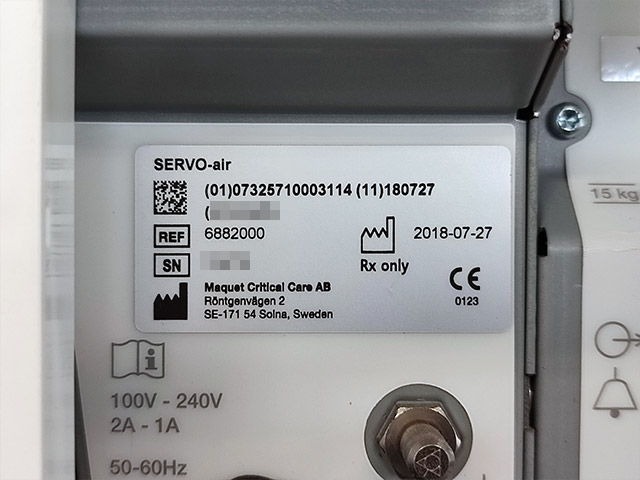 SERVO-air
(01)07325710003114 (11)180727
(
REF 6882000
2018-07-27
SN
Rx only
CE
0123
Maquet Critical Care AB
Röntgenvägen 2
SE-171 54 Solna, Sweden
i
100V - 240V
2A - 1A
50-60Hz
15 kg